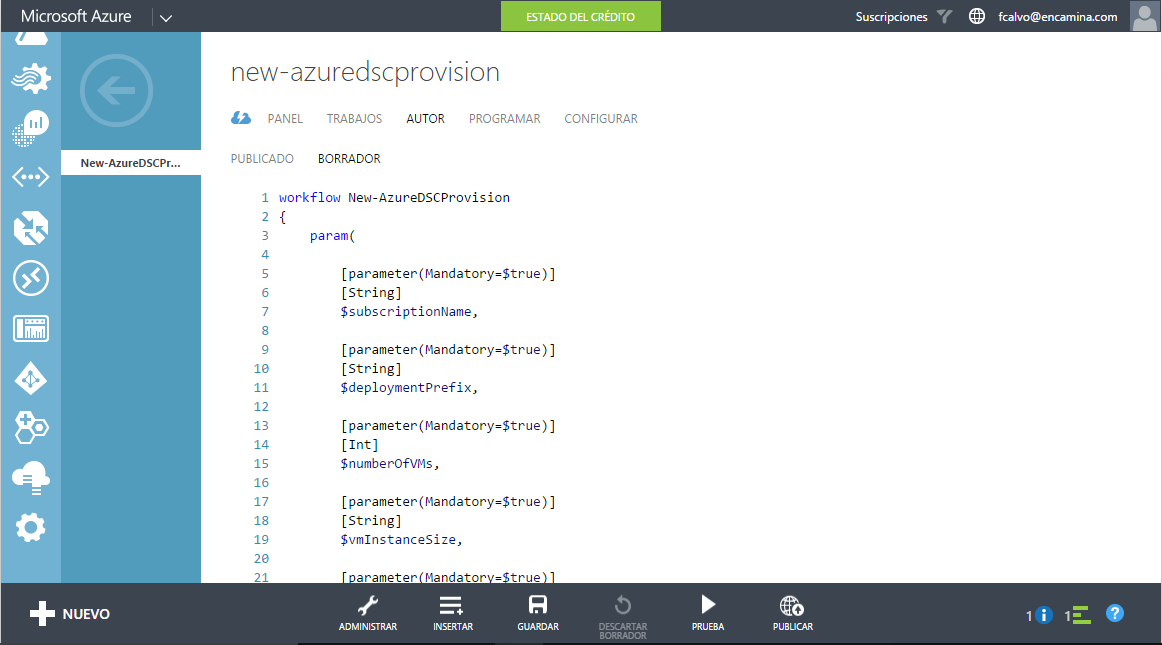 Microsoft Azure
ESTADO DEL CRÉDITO
Suscripciones
fcalvo@encamina.com
new-azuredscprovision
PANEL TRABAJOS AUTOR PROGRAMAR CONFIGURAR
New-AzureDSCPr...
PUBLICADO BORRADOR
1 workflow New-AzureDSCProvision
2 {
3 param(
4
5 [parameter(Mandatory=$true)]
6 [String]
7 $subscriptionName,
8
9 [parameter(Mandatory=$true)]
10 [String]
11 $deploymentPrefix,
12
13 [parameter(Mandatory=$true)]
14 [Int]
15 $numberOfVMs,
16
17 [parameter(Mandatory=$true)]
18 [String]
19 $vmInstanceSize,
20
21 [parameter(Mandatory=$true)]
NUEVO
ADMINISTRAR
INSERTAR
GUARDAR
DESCARTAR
BORRADOR
PRUEBA
PUBLICAR
1 i
1
?